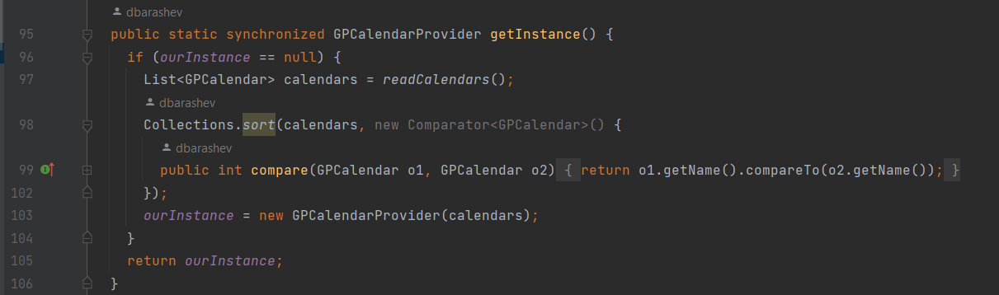 dbarashev
95 public static synchronized GPCalendarProvider getInstance() {
96 if (ourInstance == null) {
97 List<GPCalendar> calendars = readCalendars();
dbarashev
98 Collections.sort(calendars, new Comparator<GPCalendar>() {
dbarashev
99 public int compare(GPCalendar o1, GPCalendar o2) { return o1.getName().compareTo(o2.getName()); }
102 });
103 ourInstance = new GPCalendarProvider(calendars);
104 }
105 return ourInstance;
106 }